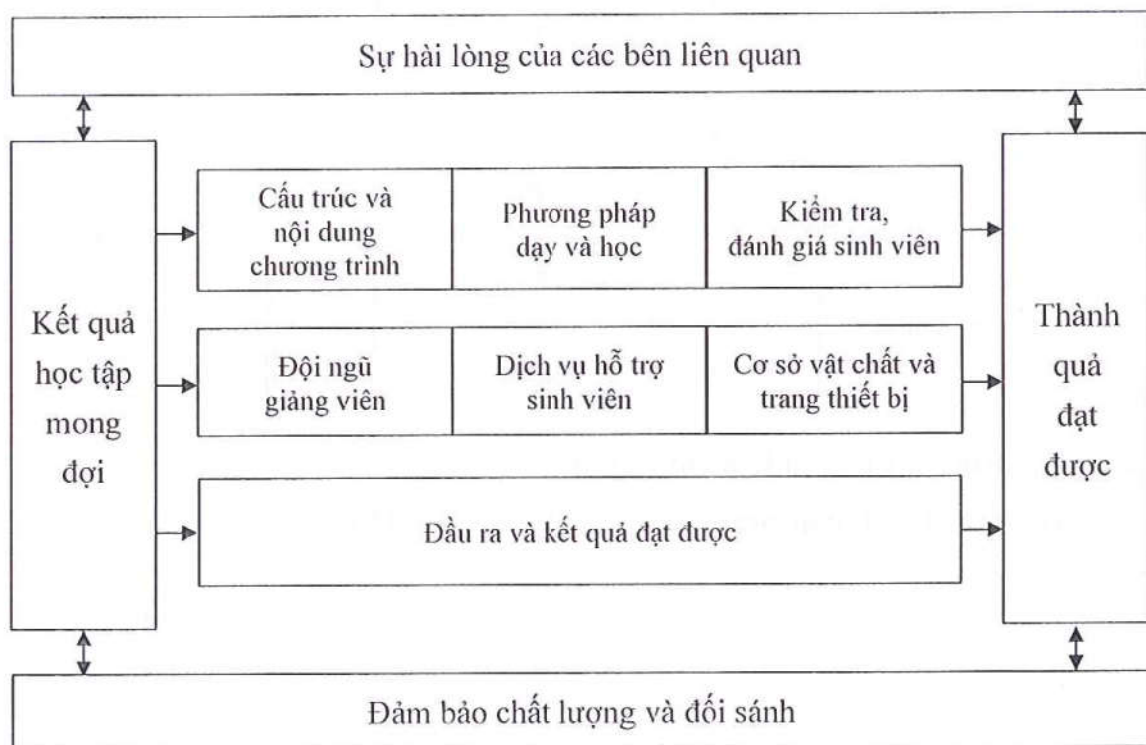 Sự hài lòng của các bên liên quan
Kết quả
học tập
mong
đợi
Cấu trúc và
nội dung
chương trình
Phương pháp
dạy và học
Kiểm tra,
đánh giá sinh viên
Đội ngũ
giảng viên
Dịch vụ hỗ trợ
sinh viên
Cơ sở vật chất và
trang thiết bị
Đầu ra và kết quả đạt được
Thành
quả
đạt
được
Đảm bảo chất lượng và đối sánh